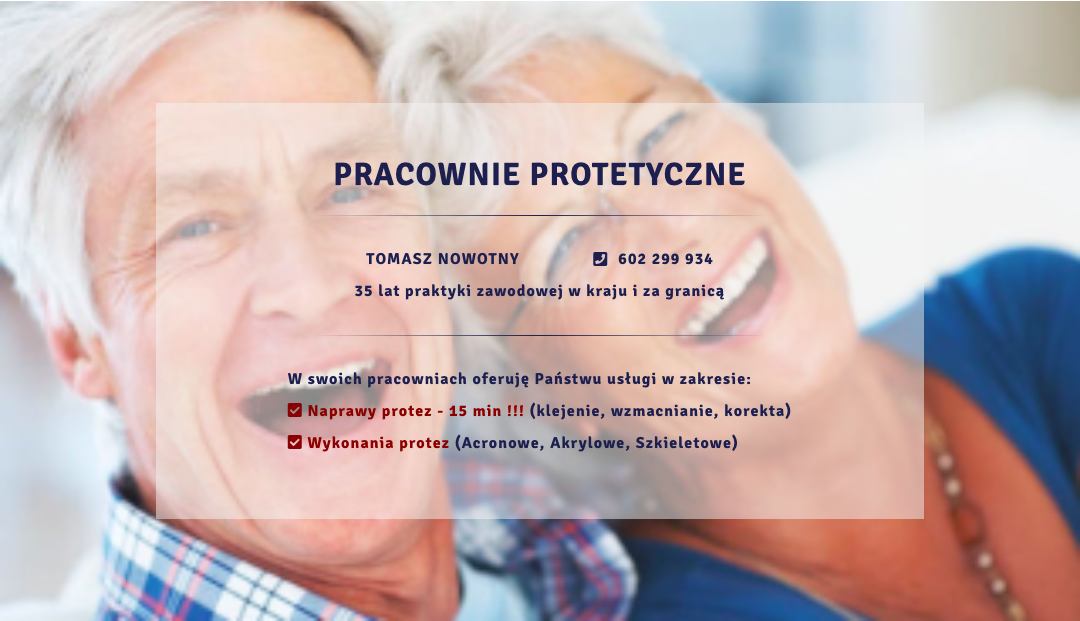 PRACOWNIE PROTETYCZNE
TOMASZ NOWOTNY 602 299 934
35 lat praktyki zawodowej w kraju i za granicą
W swoich pracowniach oferuję Państwu usługi w zakresie:
Naprawy protez - 15 min !!! (klejenie, wzmacnianie, korekta)
Wykonania protez (Acronowe, Akrylowe, Szkieletowe)